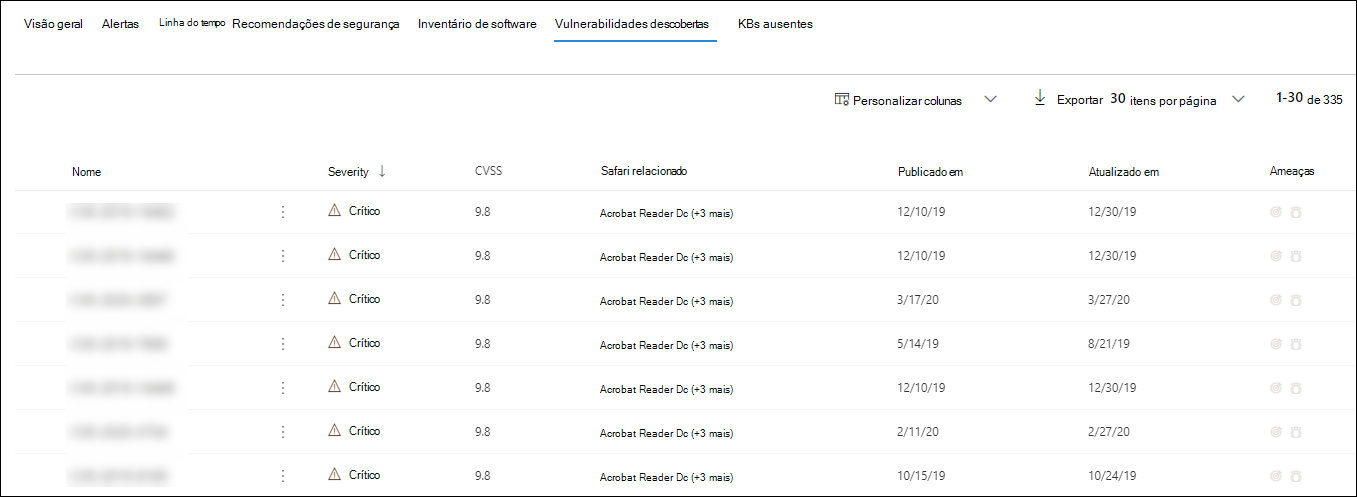 Visão geral Alertas Linha do tempo Recomendações de segurança Inventário de software Vulnerabilidades descobertas KBs ausentes
Personalizar colunas Exportar 30 itens por página 1-30 de 335
Nome Severity CVSS Safari relacionado Publicado em Atualizado em Ameaças
Crítico 9.8 Acrobat Reader Dc (+3 mais) 12/10/19 12/30/19
Crítico 9.8 Acrobat Reader Dc (+3 mais) 12/10/19 12/30/19
Crítico 9.8 Acrobat Reader Dc (+3 mais) 3/17/20 3/27/20
Crítico 9.8 Acrobat Reader Dc (+3 mais) 5/14/19 8/21/19
Crítico 9.8 Acrobat Reader Dc (+3 mais) 12/10/19 12/30/19
Crítico 9.8 Acrobat Reader Dc (+3 mais) 2/11/20 2/27/20
Crítico 9.8 Acrobat Reader Dc (+3 mais) 10/15/19 10/24/19